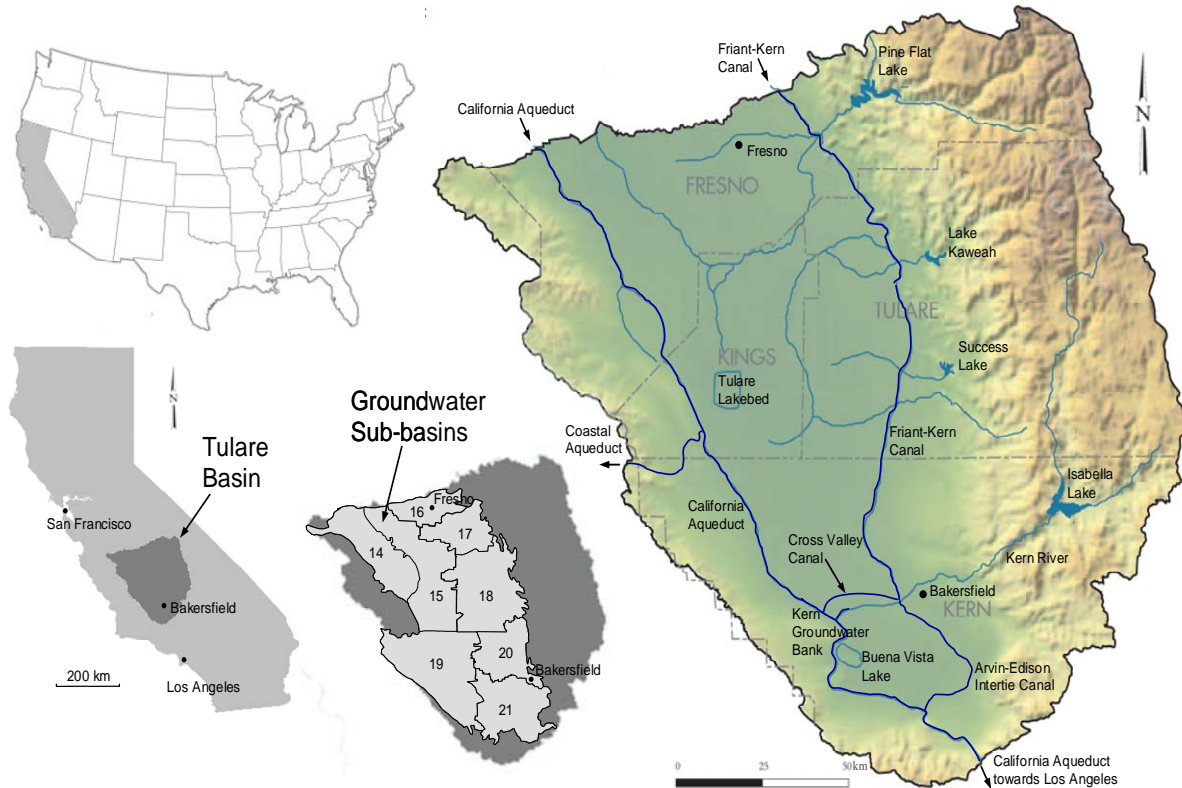 Friant-Kern
Canal
Pine Flat
Lake
California Aqueduct
N
Fresno
FRESNO
Lake
Kaweah
TULARE
KINGS
Success
Lake
Tulare
Lakebed
Friant-Kern
Canal
Coastal
Aqueduct
California
Aqueduct
Isabella
Lake
Cross Valley
Canal
Kern River
Bakersfield
KERN
Kern
Groundwater
Bank
Buena Vista
Lake
Arvin-Edison
Intertie Canal
0
25
50km
California Aqueduct
towards Los Angeles
N
Tulare
Basin
San Francisco
Bakersfield
200 km
Los Angeles
Groundwater
Sub-basins
Fresno
16
17
14
15
18
19
20
Bakersfield
21